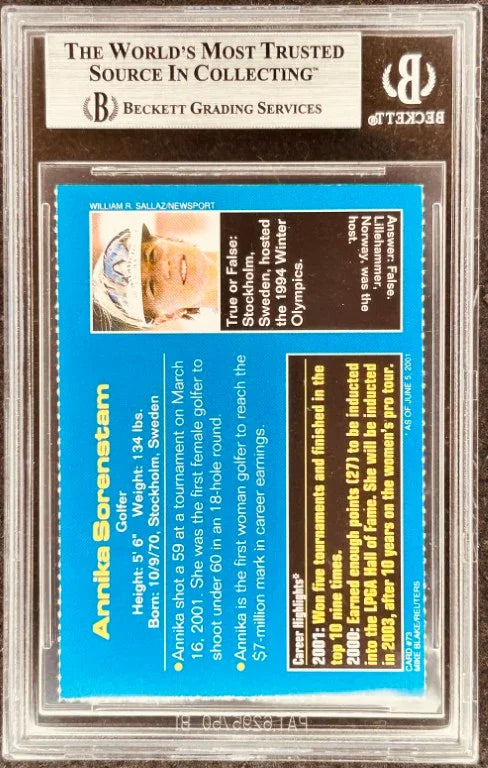 THE WORLD'S MOST TRUSTED
SOURCE IN COLLECTING™
BECKETT GRADING SERVICES
BECKETT®
Annika Sorenstam
Golfer
Height: 5' 6" Weight: 134 lbs.
Born: 10/9/70, Stockholm, Sweden
•Annika shot a 59 at a tournament on March
16, 2001. She was the first female golfer to
shoot under 60 in an 18-hole round.
•Annika is the first woman golfer to reach the
$7-million mark in career earnings.
Career Highlights*
2001: Won five tournaments and finished in the
top 10 nine times.
2000: Earned enough points (27) to be inducted
into the LPGA Hall of Fame. She will be inducted
in 2003, after 10 years on the women's pro tour.
CARD #73
MIKE BLAKE/REUTERS
*AS OF JUNE 5, 2001
WILLIAM R. SALLAZ/NEWSPORT
True or False:
Stockholm,
Sweden, hosted
the 1994 Winter
Olympics.
Answer: False.
Lillehammer,
Norway, was the
host.